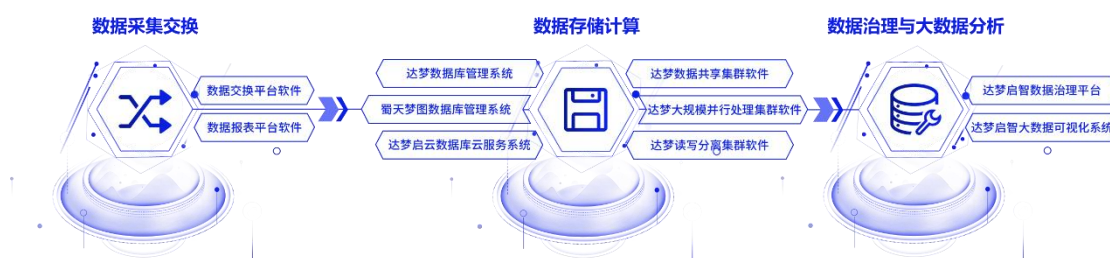 数据采集交换
数据存储计算
数据治理与大数据分析
数据交换平台软件
数据报表平台软件
达梦数据库管理系统
蜀天梦图数据库管理系统
达梦启云数据库云服务系统
达梦数据共享集群软件
达梦大规模并行处理集群软件
达梦读写分离集群软件
达梦启智数据治理平台
达梦启智大数据可视化系统